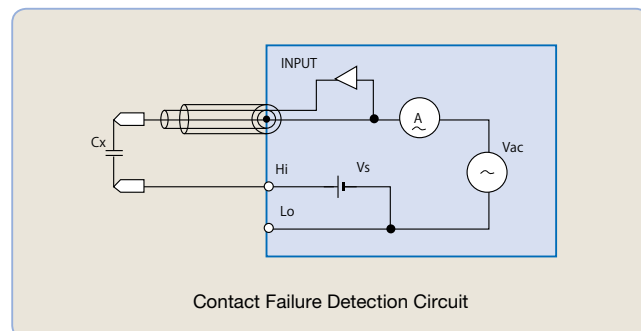 INPUT
A
Vac
Cx
Hi
Vs
Lo
Contact Failure Detection Circuit